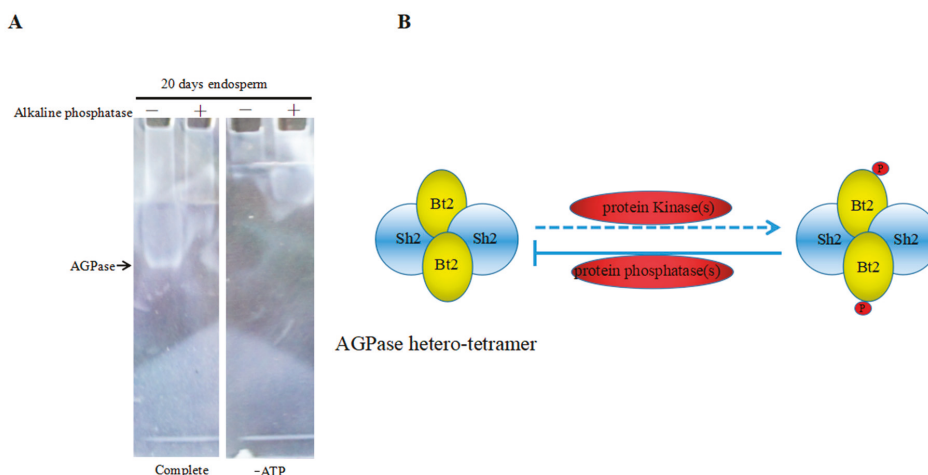 A
B
20 days endosperm
Alkaline phosphatase − + − +
AGPase
Complete −ATP
Bt2
Sh2 Sh2
Bt2
protein Kinase(s)
protein phosphatase(s)
P
Bt2
Sh2 Sh2
Bt2
P
AGPase hetero-tetramer